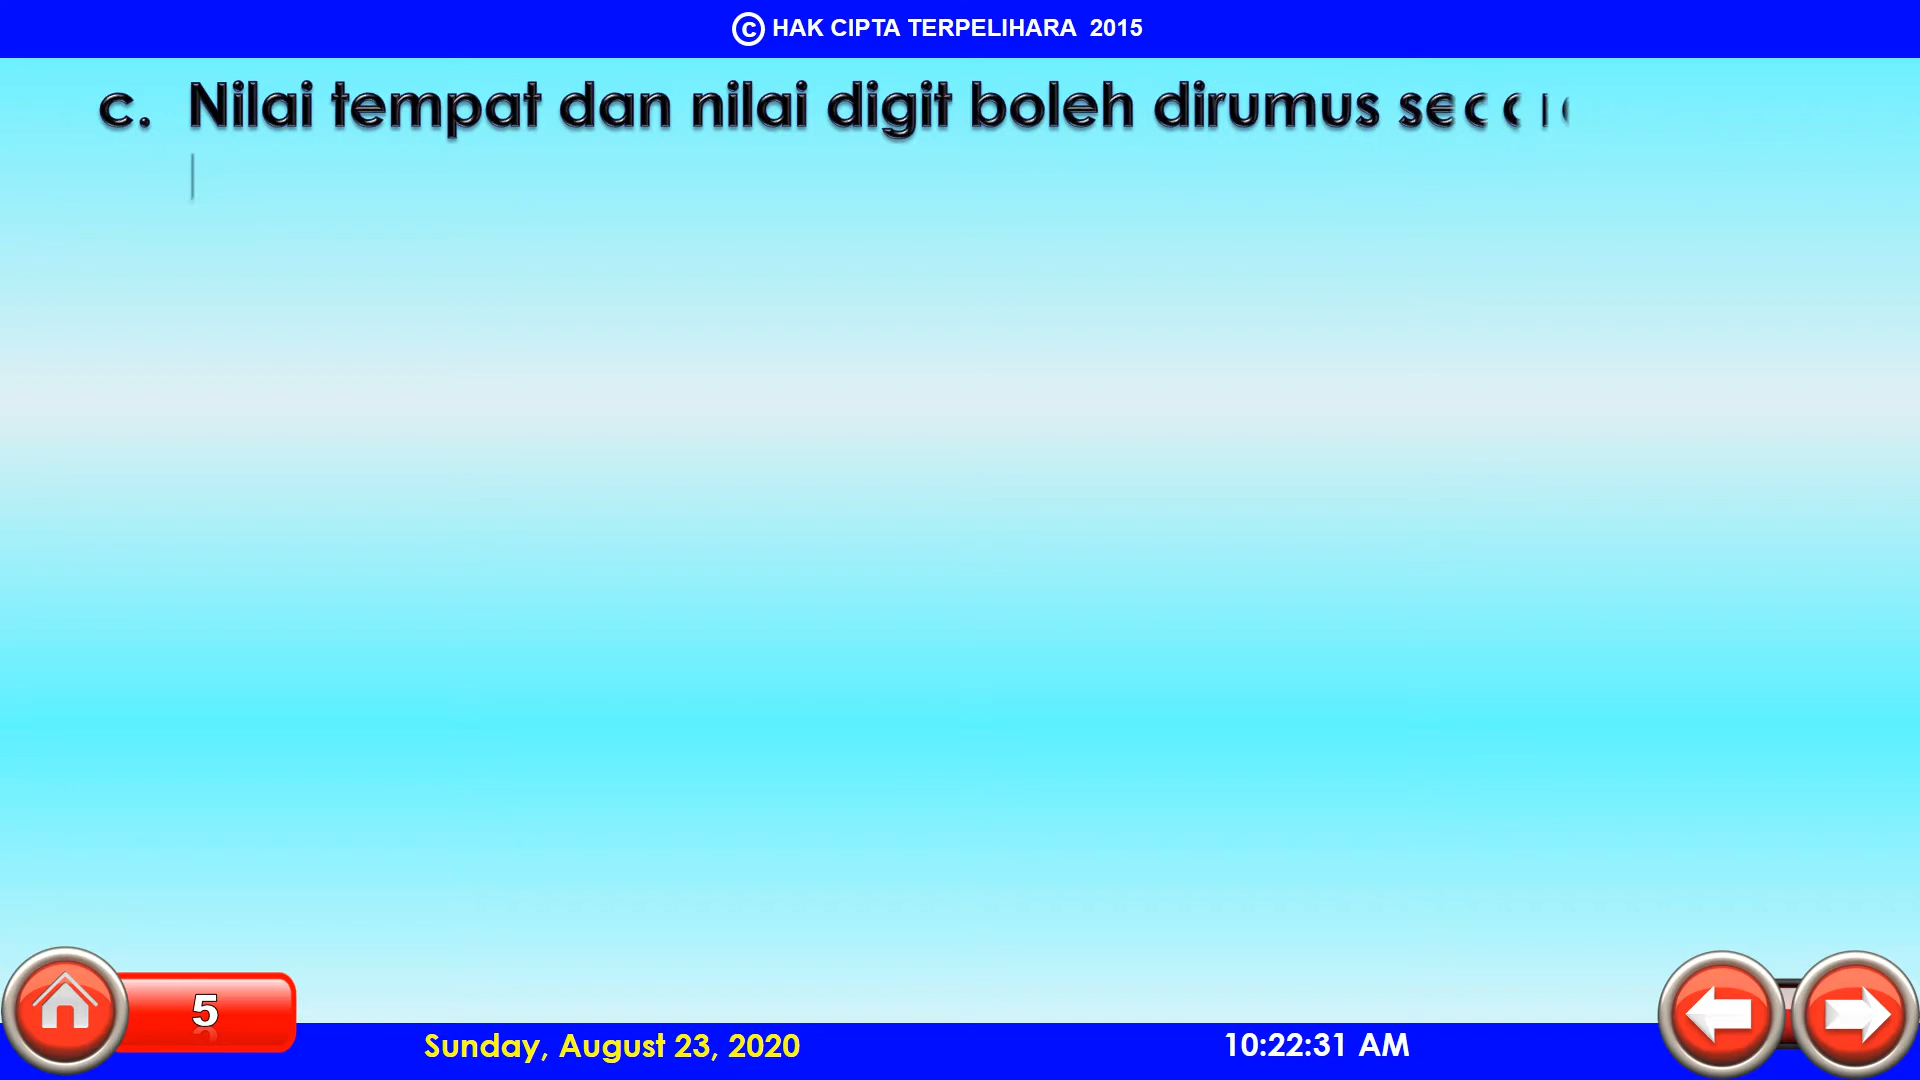 © HAK CIPTA TERPELIHARA 2015
c. Nilai tempat dan nilai digit boleh dirumus
5
Sunday, August 23, 2020
10:22:31 AM